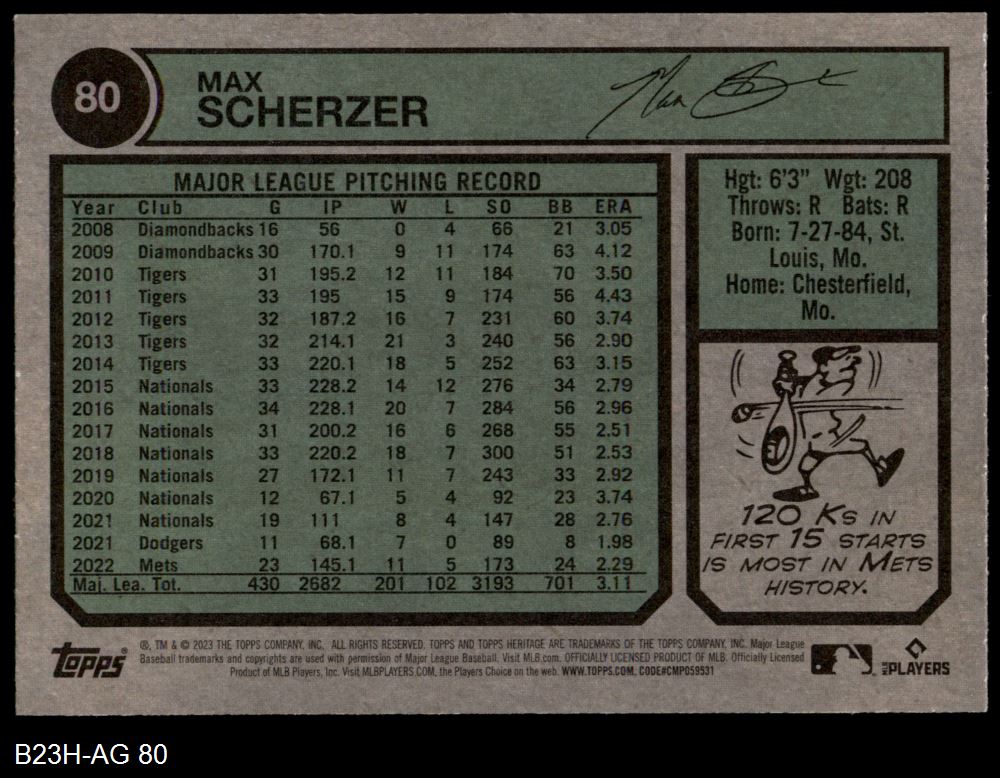 80
MAX
SCHERZER
Max S
MAJOR LEAGUE PITCHING RECORD
Year Club G IP W L SO BB ERA
2008 Diamondbacks 16 56 0 4 66 21 3.05
2009 Diamondbacks 30 170.1 9 11 174 63 4.12
2010 Tigers 31 195.2 12 11 184 70 3.50
2011 Tigers 33 195 15 9 174 56 4.43
2012 Tigers 32 187.2 16 7 231 60 3.74
2013 Tigers 32 214.1 21 3 240 56 2.90
2014 Tigers 33 220.1 18 5 252 63 3.15
2015 Nationals 33 228.2 14 12 276 34 2.79
2016 Nationals 34 228.1 20 7 284 56 2.96
2017 Nationals 31 200.2 16 6 268 55 2.51
2018 Nationals 33 220.2 18 7 300 51 2.53
2019 Nationals 27 172.1 11 7 243 33 2.92
2020 Nationals 12 67.1 5 4 92 23 3.74
2021 Nationals 19 111 8 4 147 28 2.76
2021 Dodgers 11 68.1 7 0 89 8 1.98
2022 Mets 23 145.1 11 5 173 24 2.29
Maj. Lea. Tot. 430 2682 201 102 3193 701 3.11
Hgt: 6'3" Wgt: 208
Throws: R Bats: R
Born: 7-27-84, St.
Louis, Mo.
Home: Chesterfield,
Mo.
120 Ks IN
FIRST 15 STARTS
IS MOST IN METS
HISTORY.
topps
®, TM & © 2023 THE TOPPS COMPANY, INC. ALL RIGHTS RESERVED. TOPPS AND TOPPS HERITAGE ARE TRADEMARKS OF THE TOPPS COMPANY, INC. Major League
Baseball trademarks and copyrights are used with permission of Major League Baseball. Visit MLB.com. OFFICIALLY LICENSED PRODUCT OF MLB. Officially Licensed
Product of MLB Players, Inc. Visit MLBPLAYERS.COM, the Players Choice on the web. WWW.TOPPS.COM. CODE#CMP059531
MLB PLAYERS
B23H-AG 80